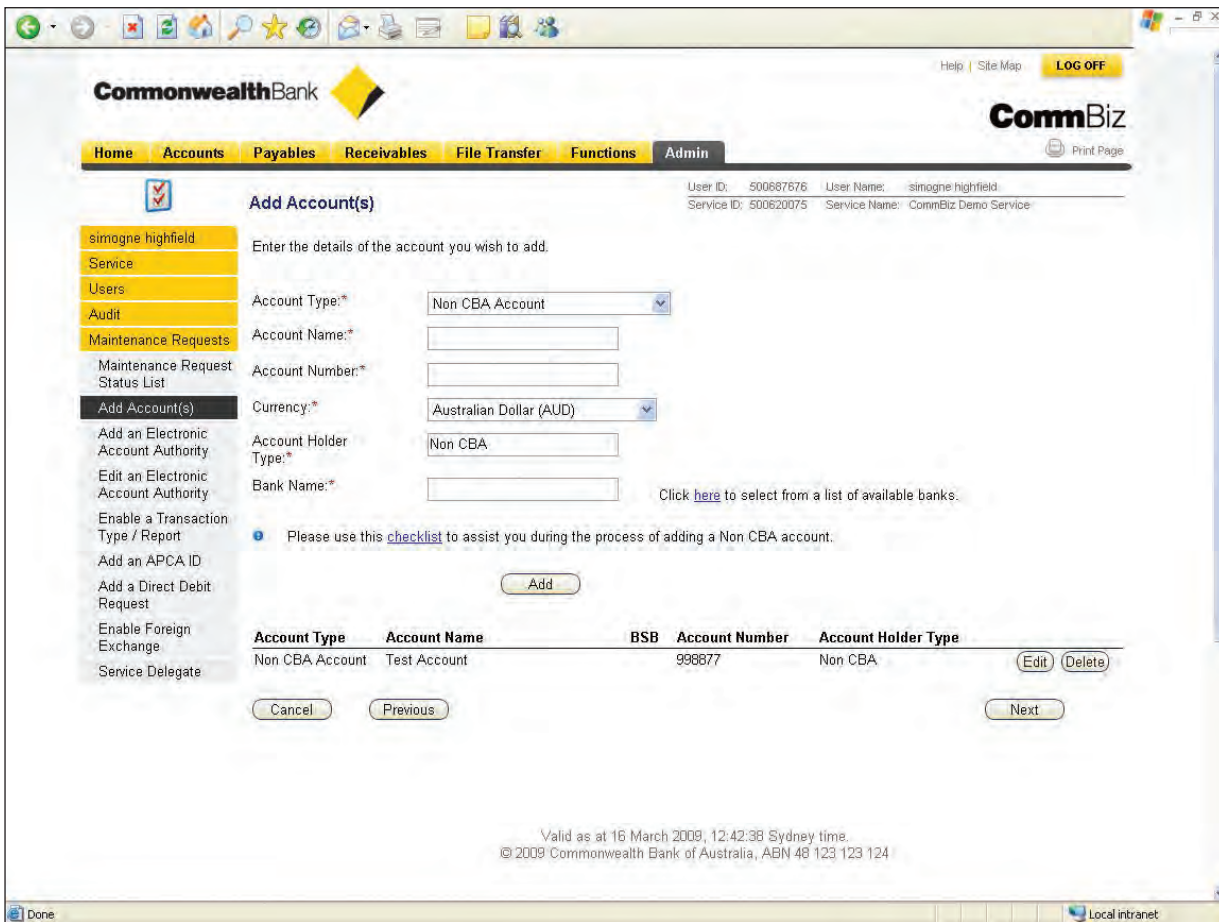 Help | Site Map LOG OFF
CommonwealthBank
CommBiz
Home Accounts Payables Receivables File Transfer Functions Admin
Print Page
User ID: 500687676 User Name: simogne highfield
Service ID: 500620075 Service Name: CommBiz Demo Service
Add Account(s)
simogne highfield
Service
Users
Audit
Maintenance Requests
Maintenance Request
Status List
Add Account(s)
Add an Electronic
Account Authority
Edit an Electronic
Account Authority
Enable a Transaction
Type / Report
Add an APCA ID
Add a Direct Debit
Request
Enable Foreign
Exchange
Service Delegate
Enter the details of the account you wish to add.
Account Type:* Non CBA Account
Account Name:*
Account Number:*
Currency:* Australian Dollar (AUD)
Account Holder
Type:* Non CBA
Bank Name:* Click here to select from a list of available banks.
Please use this checklist to assist you during the process of adding a Non CBA account.
Add
Account Type Account Name BSB Account Number Account Holder Type
Non CBA Account Test Account 998877 Non CBA Edit Delete
Cancel Previous Next
Valid as at 16 March 2009, 12:42:38 Sydney time.
© 2009 Commonwealth Bank of Australia, ABN 48 123 123 124
Done Local intranet